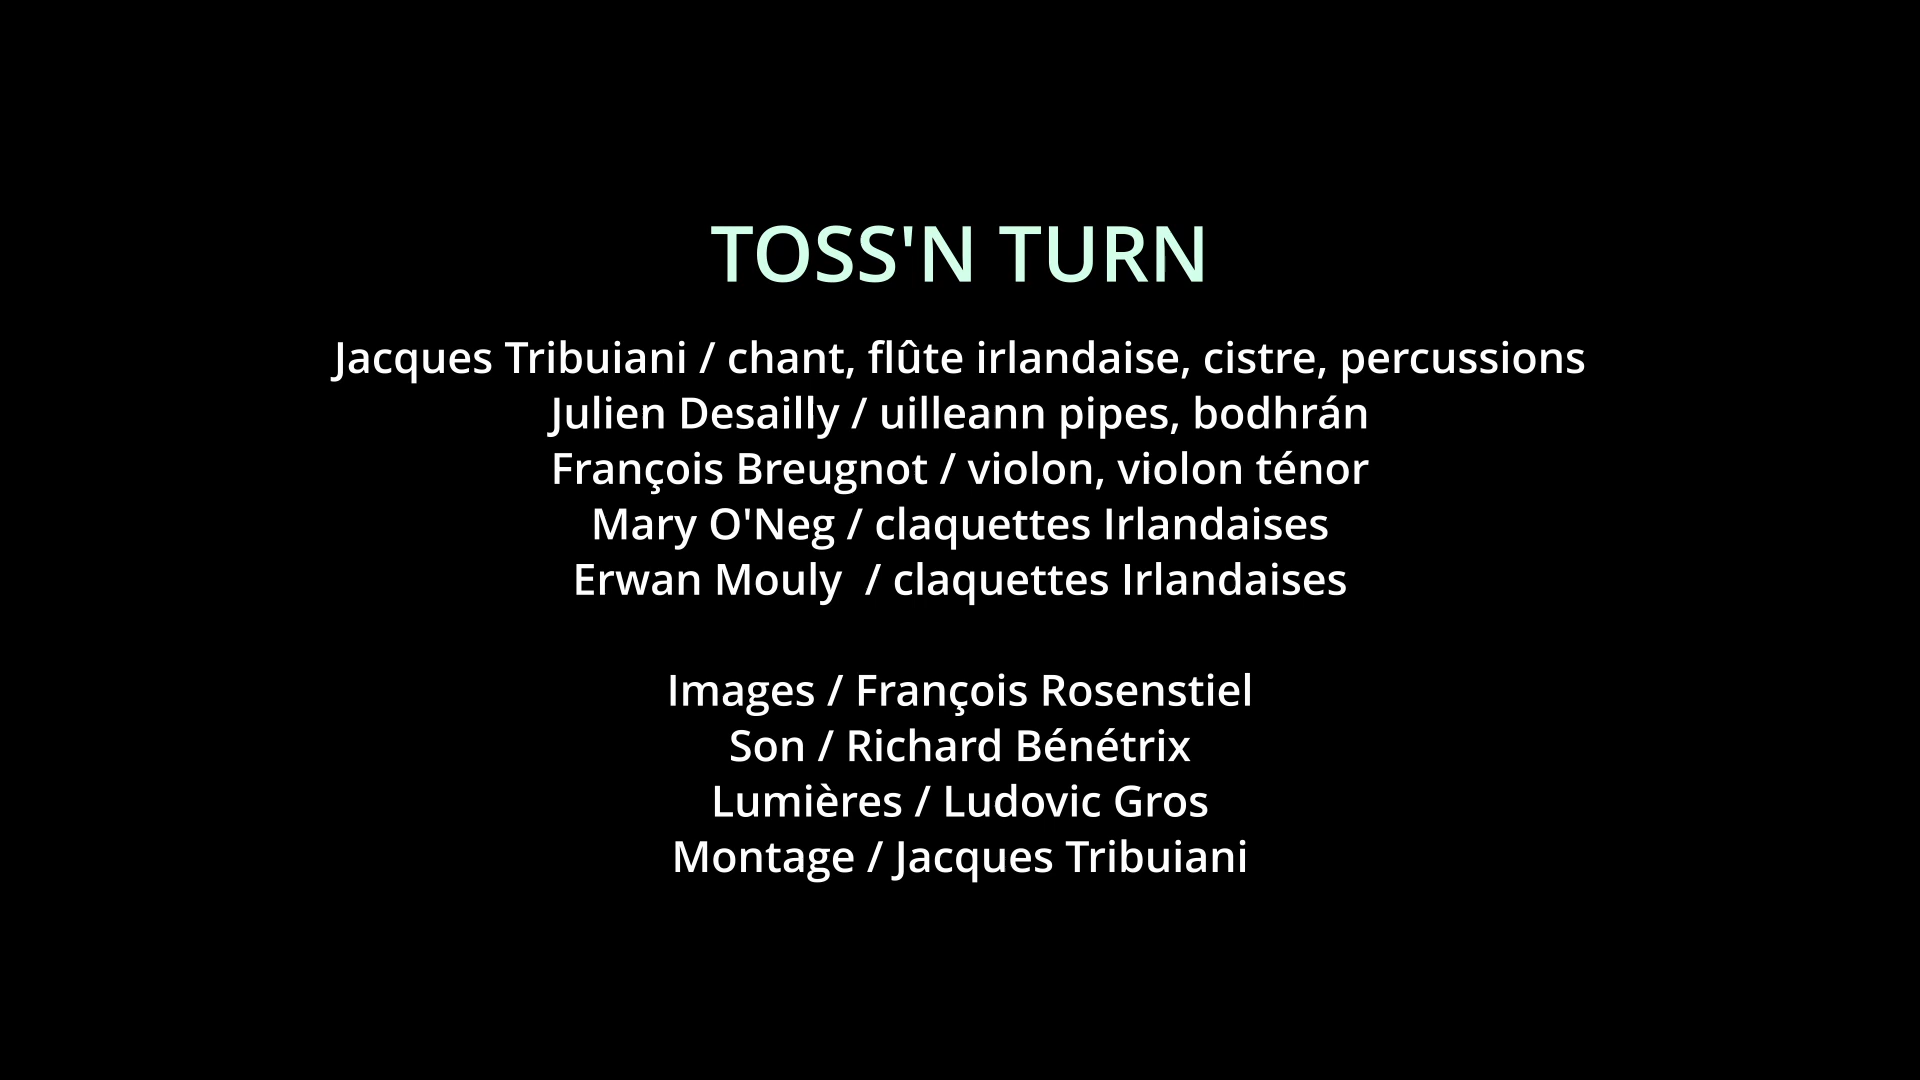 TOSS'N TURN
Jacques Tribuiani / chant, flûte irlandaise, cistre, percussions
Julien Desailly / uilleann pipes, bodhrán
François Breugnot / violon, violon ténor
Mary O'Neg / claquettes Irlandaises
Erwan Mouly  / claquettes Irlandaises
Images / François Rosenstiel
Son / Richard Bénétrix
Lumières / Ludovic Gros
Montage / Jacques Tribuiani